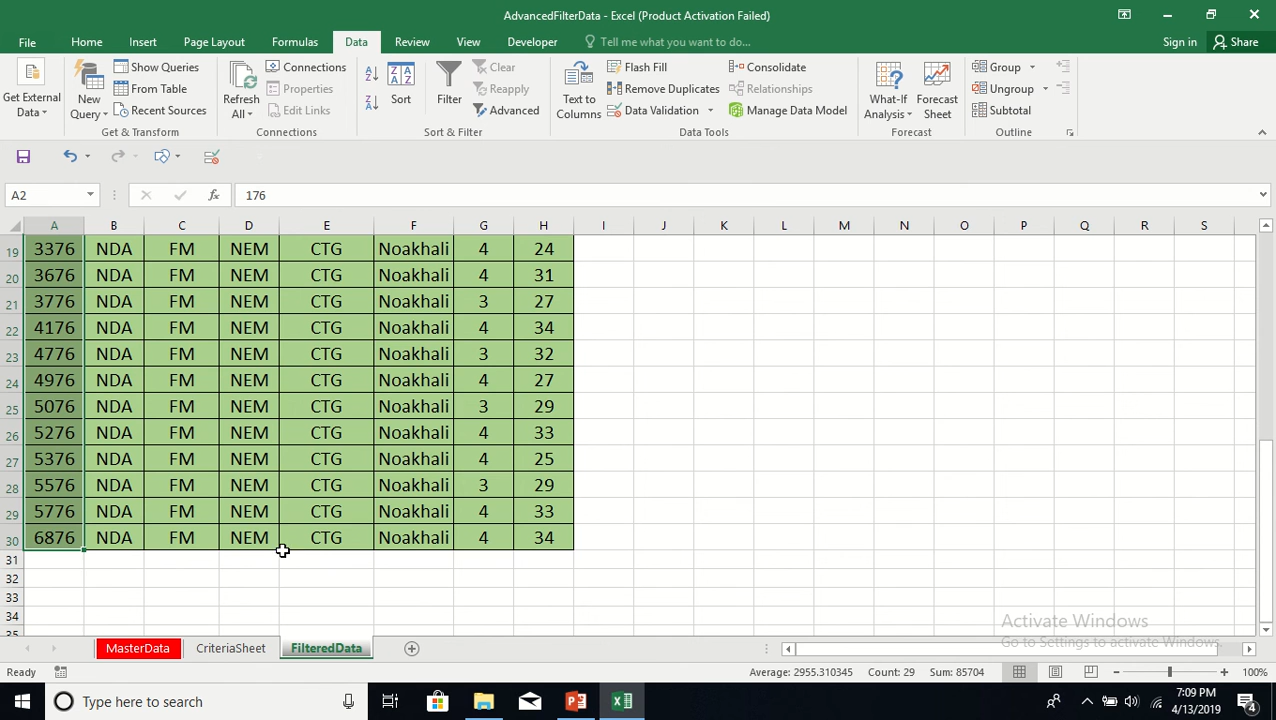 AdvancedFilterData - Excel (Product Activation Failed)
File Home Insert Page Layout Formulas Data Review View Developer Tell me what you want to do... Sign in Share
Get External Data
New Query
Show Queries
From Table
Recent Sources
Get & Transform
Refresh All
Connections
Properties
Edit Links
Connections
A Z
Z A
Z A A Z
Sort
Filter
Clear
Reapply
Advanced
Sort & Filter
Text to Columns
Flash Fill
Remove Duplicates
Data Validation
Consolidate
Relationships
Manage Data Model
Data Tools
What-If Analysis
Forecast Sheet
Forecast
Group
Ungroup
Subtotal
Outline
A2 fx 176
A B C D E F G H I J K L M N O P Q R S
19 3376 NDA FM NEM CTG Noakhali 4 24
20 3676 NDA FM NEM CTG Noakhali 4 31
21 3776 NDA FM NEM CTG Noakhali 3 27
22 4176 NDA FM NEM CTG Noakhali 4 34
23 4776 NDA FM NEM CTG Noakhali 3 32
24 4976 NDA FM NEM CTG Noakhali 4 27
25 5076 NDA FM NEM CTG Noakhali 3 29
26 5276 NDA FM NEM CTG Noakhali 4 33
27 5376 NDA FM NEM CTG Noakhali 4 25
28 5576 NDA FM NEM CTG Noakhali 3 29
29 5776 NDA FM NEM CTG Noakhali 4 33
30 6876 NDA FM NEM CTG Noakhali 4 34
31
32
33
34
35
Activate Windows
Go to Settings to activate Windows.
MasterData CriteriaSheet FilteredData
Ready Average: 2955.310345 Count: 29 Sum: 85704 100%
Type here to search
7:09 PM
4/13/2019
4